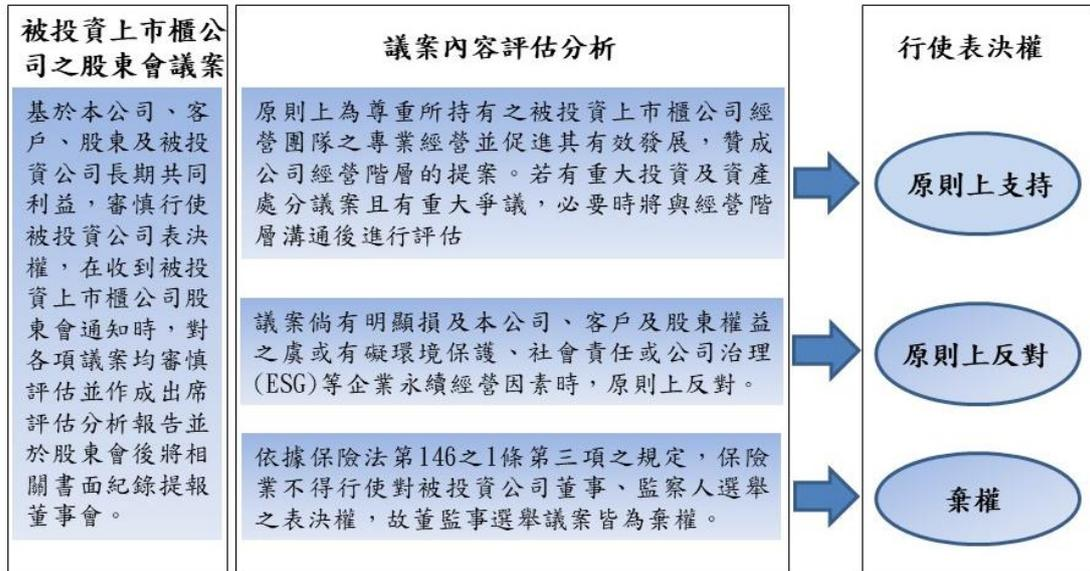 被投資上市櫃公
司之股東會議案
基於本公司、客
戶、股東及被投
資公司長期共同
利益，審慎行使
被投資公司表決
權，在收到被投
資上市櫃公司股
東會通知時，對
各項議案均審慎
評估並作成出席
評估分析報告並
於股東會後將相
關書面紀錄提報
董事會。
議案內容評估分析
原則上為尊重所持有之被投資上市櫃公司經
營團隊之專業經營並促進其有效發展，贊成
公司經營階層的提案。若有重大投資及資產
處分議案且有重大爭議，必要時將與經營階
層溝通後進行評估
議案倘有明顯損及本公司、客戶及股東權益
之虞或有礙環境保護、社會責任或公司治理
(ESG)等企業永續經營因素時，原則上反對。
依據保險法第146之1條第三項之規定，保險
業不得行使對被投資公司董事、監察人選舉
之表決權，故董監事選舉議案皆為棄權。
行使表決權
原則上支持
原則上反對
棄權